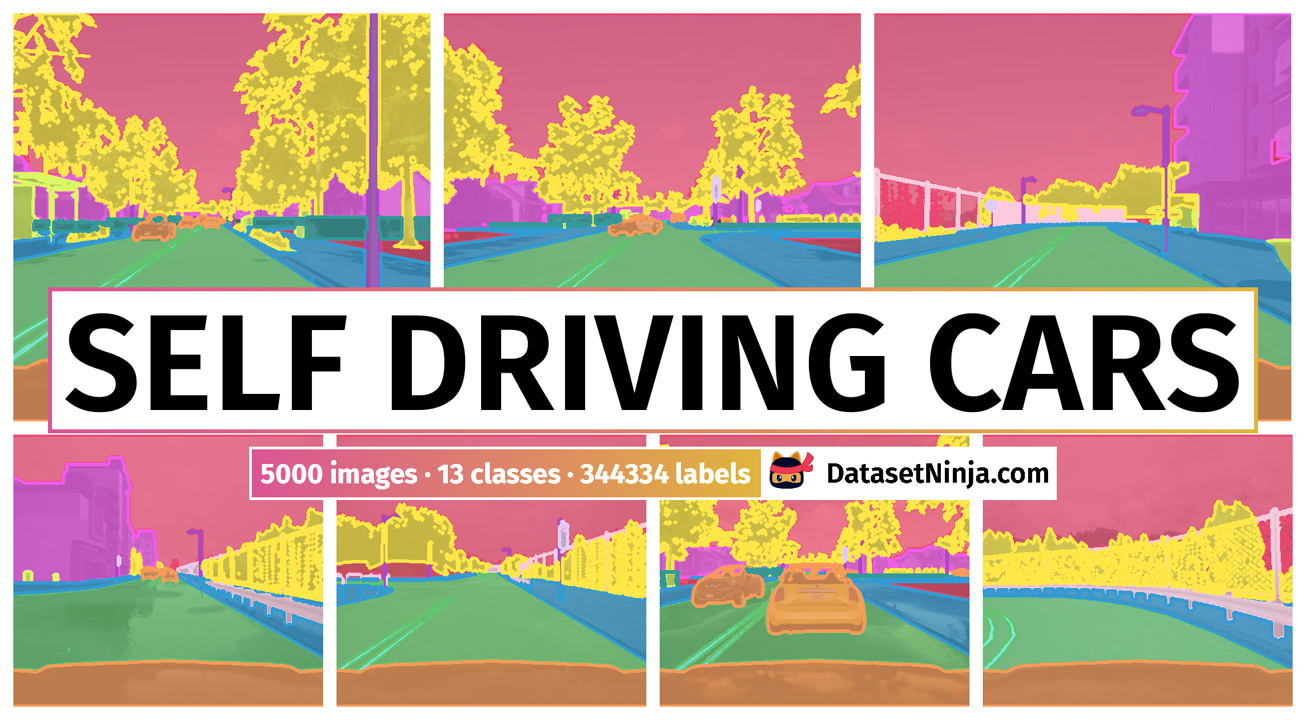 SELF DRIVING CARS
5000 images · 13 classes · 344334 labels DatasetNinja.com